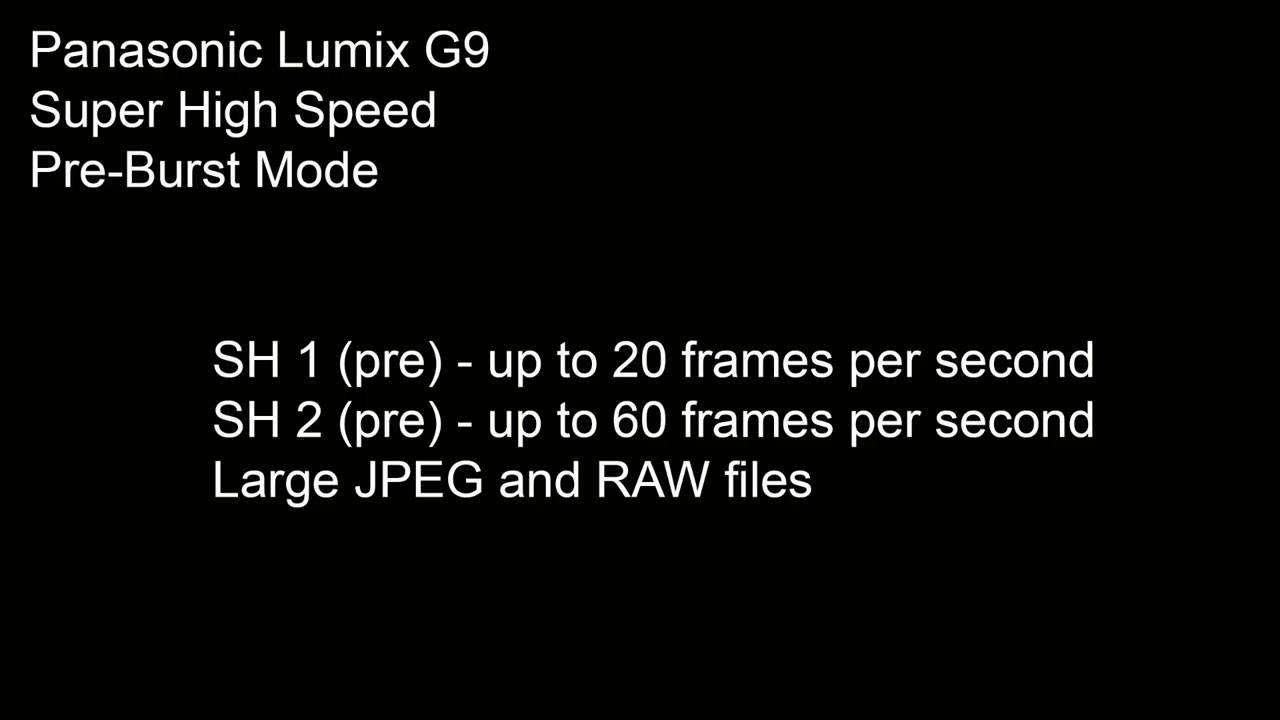 Panasonic Lumix G9
Super High Speed
Pre-Burst Mode
SH 1 (pre) - up to 20 frames per second
SH 2 (pre) - up to 60 frames per second
Large JPEG and RAW files